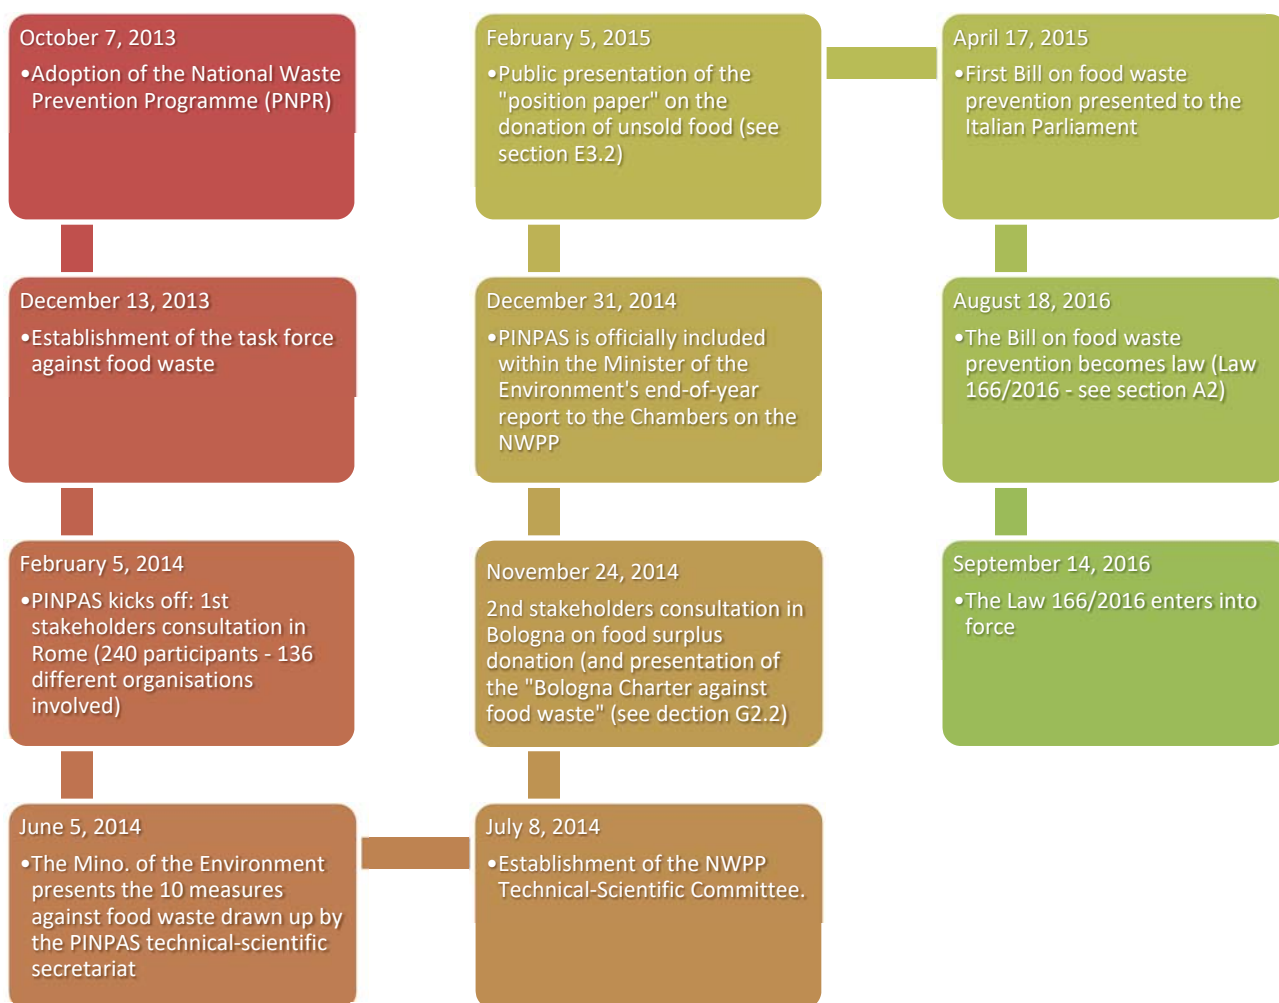 October 7, 2013
•Adoption of the National Waste
Prevention Programme (PNPR)
December 13, 2013
•Establishment of the task force
against food waste
February 5, 2014
•PINPAS kicks off: 1st
stakeholders consultation in
Rome (240 participants - 136
different organisations
involved)
June 5, 2014
•The Mino. of the Environment
presents the 10 measures
against food waste drawn up by
the PINPAS technical-scientific
secretariat
July 8, 2014
•Establishment of the NWPP
Technical-Scientific Committee.
November 24, 2014
2nd stakeholders consultation in
Bologna on food surplus
donation (and presentation of
the "Bologna Charter against
food waste" (see dection G2.2)
December 31, 2014
•PINPAS is officially included
within the Minister of the
Environment's end-of-year
report to the Chambers on the
NWPP
February 5, 2015
•Public presentation of the
"position paper" on the
donation of unsold food (see
section E3.2)
April 17, 2015
•First Bill on food waste
prevention presented to the
Italian Parliament
August 18, 2016
•The Bill on food waste
prevention becomes law (Law
166/2016 - see section A2)
September 14, 2016
•The Law 166/2016 enters into
force